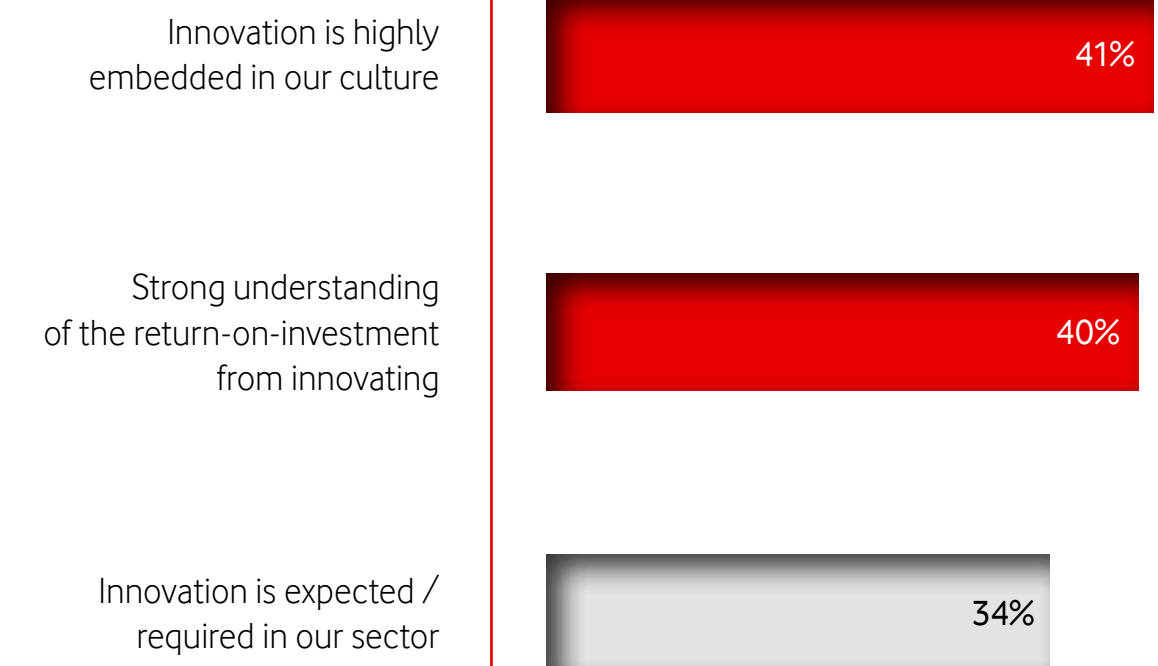 Innovation is highly
embedded in our culture
41%
Strong understanding
of the return-on-investment
from innovating
40%
Innovation is expected /
required in our sector
34%